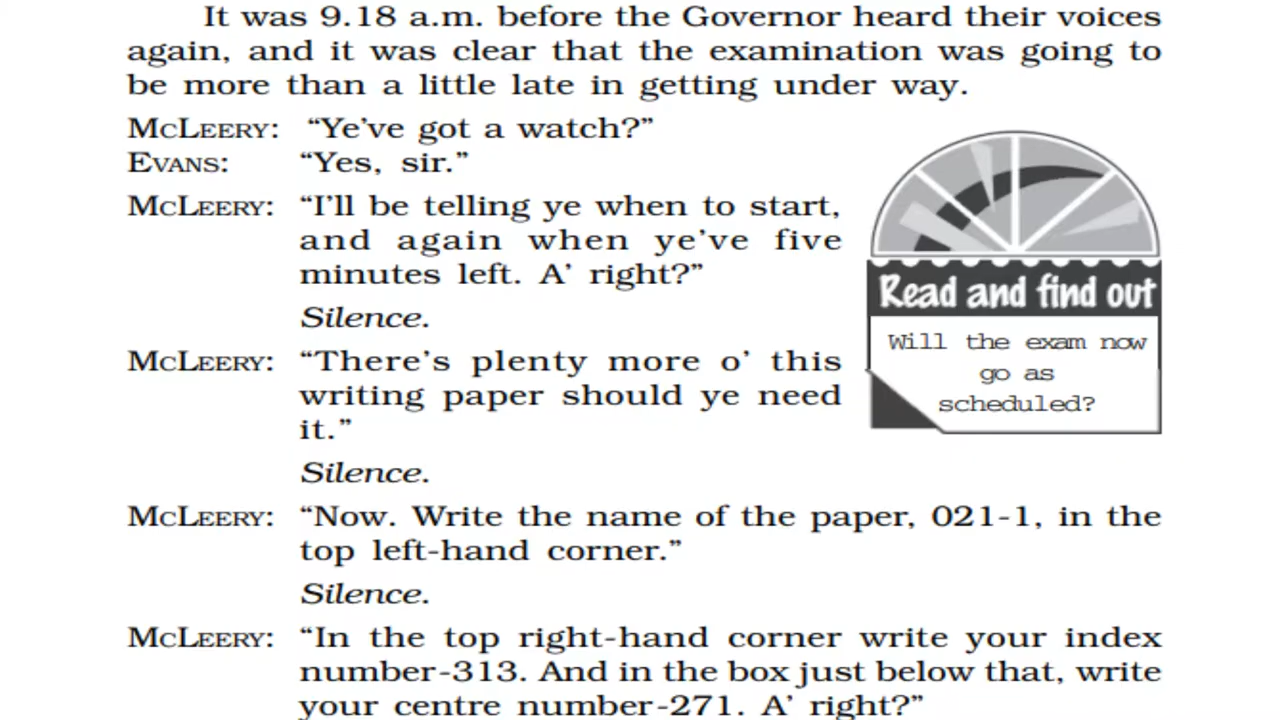 It was 9.18 a.m. before the Governor heard their voices
again, and it was clear that the examination was going to
be more than a little late in getting under way.
MCLEERY: “Ye’ve got a watch?”
EVANS: “Yes, sir.”
MCLEERY: “I’ll be telling ye when to start,
and again when ye’ve five
minutes left. A’ right?”
Silence.
MCLEERY: “There’s plenty more o’ this
writing paper should ye need
it.”
Silence.
MCLEERY: “Now. Write the name of the paper, 021-1, in the
top left-hand corner.”
Silence.
MCLEERY: “In the top right-hand corner write your index
number-313. And in the box just below that, write
your centre number-271. A’ right?”
Read and find out
Will the exam now
go as
scheduled?